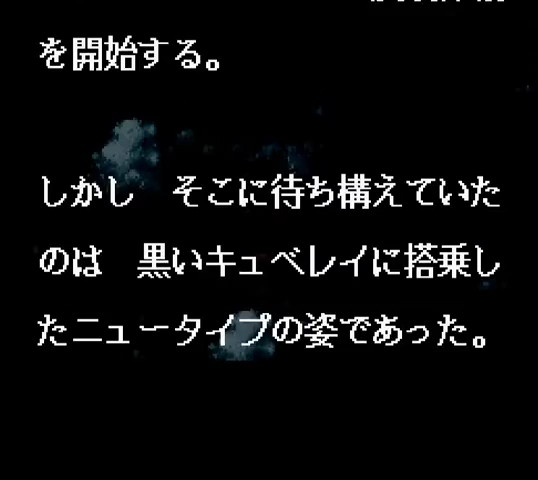 を開始する。
しかし　そこに待ち構えていた
のは　黒いキュベレイに搭乗し
たニュータイプの姿であった。